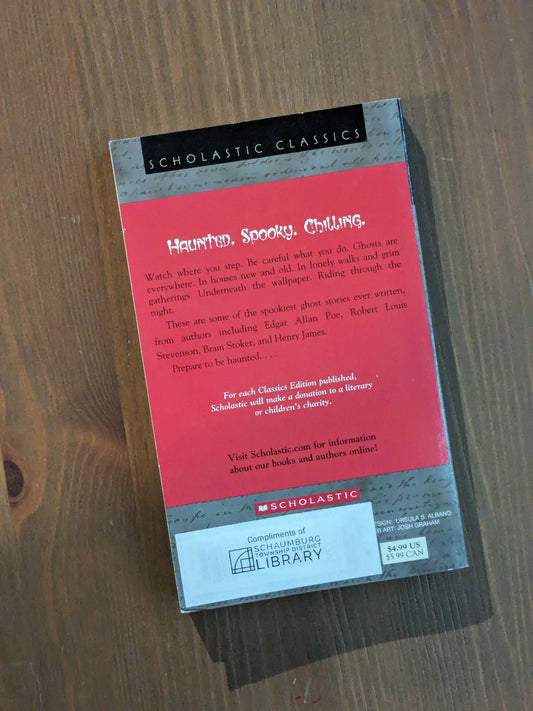 SCHOLASTIC CLASSICS
Haunted. Spooky. Chilling.
Watch where you step. Be careful what you do. Ghosts are
everywhere. In houses new and old. In lonely walks and grim
gatherings. Underneath the wallpaper. Riding through the
night.
These are some of the spookiest ghost stories ever written,
from authors including Edgar Allan Poe, Robert Louis
Stevenson, Bram Stoker, and Henry James.
Prepare to be haunted. . . .
For each Classics Edition published,
Scholastic will make a donation to a literary
or children's charity.
Visit Scholastic.com for information
about our books and authors online!
SCHOLASTIC
URSULA S. ALBANO
ART: JOSH GRAHAM
Compliments of
SCHAUMBURG
TOWNSHIP DISTRICT
LIBRARY
$4.99 US
$5.99 CAN